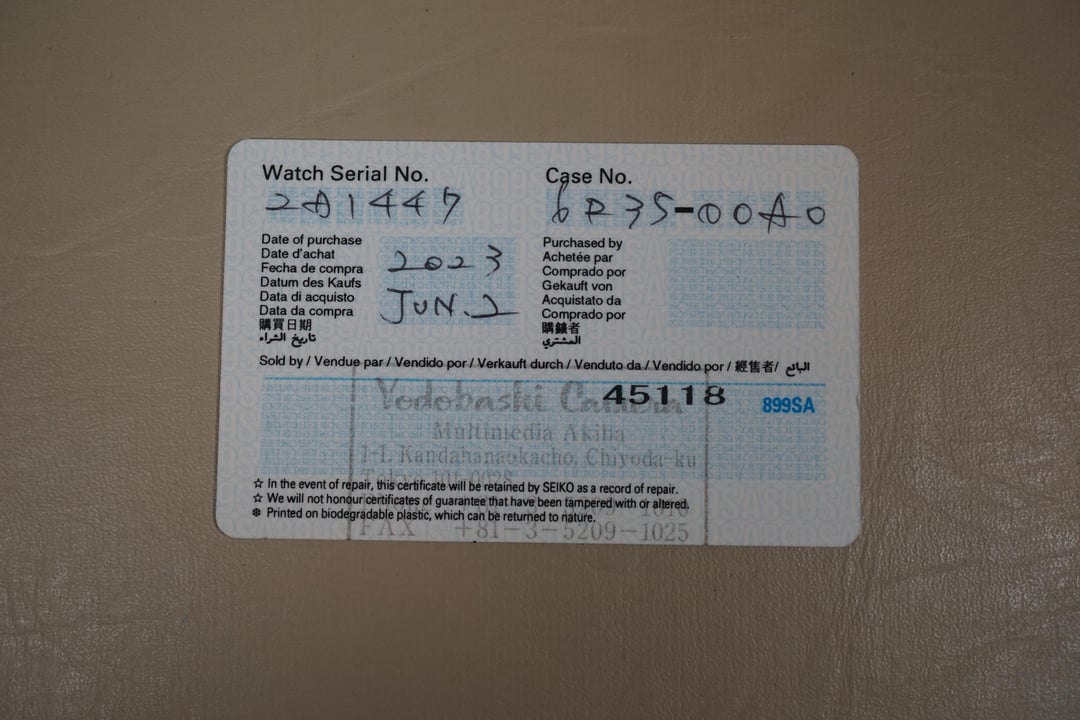 Watch Serial No.
2A1447
Case No.
6R35-00A0
Date of purchase
Date d'achat
Fecha de compra
Datum des Kaufs
Data di acquisto
Data da compra
購買日期
تاريخ الشراء
2023
JUN. 2
Purchased by
Achetée par
Comprado por
Gekauft von
Acquistato da
Comprado por
購錶者
المشتري
Sold by / Vendue par / Vendido por / Verkauft durch / Venduto da / Vendido por / 經售者/ البائع
Yodobashi Camera
45118
899SA
Multimedia Akiba
1-1, Kandahanaokacho, Chiyoda-ku
Tokyo 101-0028
☆ In the event of repair, this certificate will be retained by SEIKO as a record of repair.
☆ We will not honour certificates of guarantee that have been tampered with or altered.
❄ Printed on biodegradable plastic, which can be returned to nature.
FAX +81-3-5209-1025